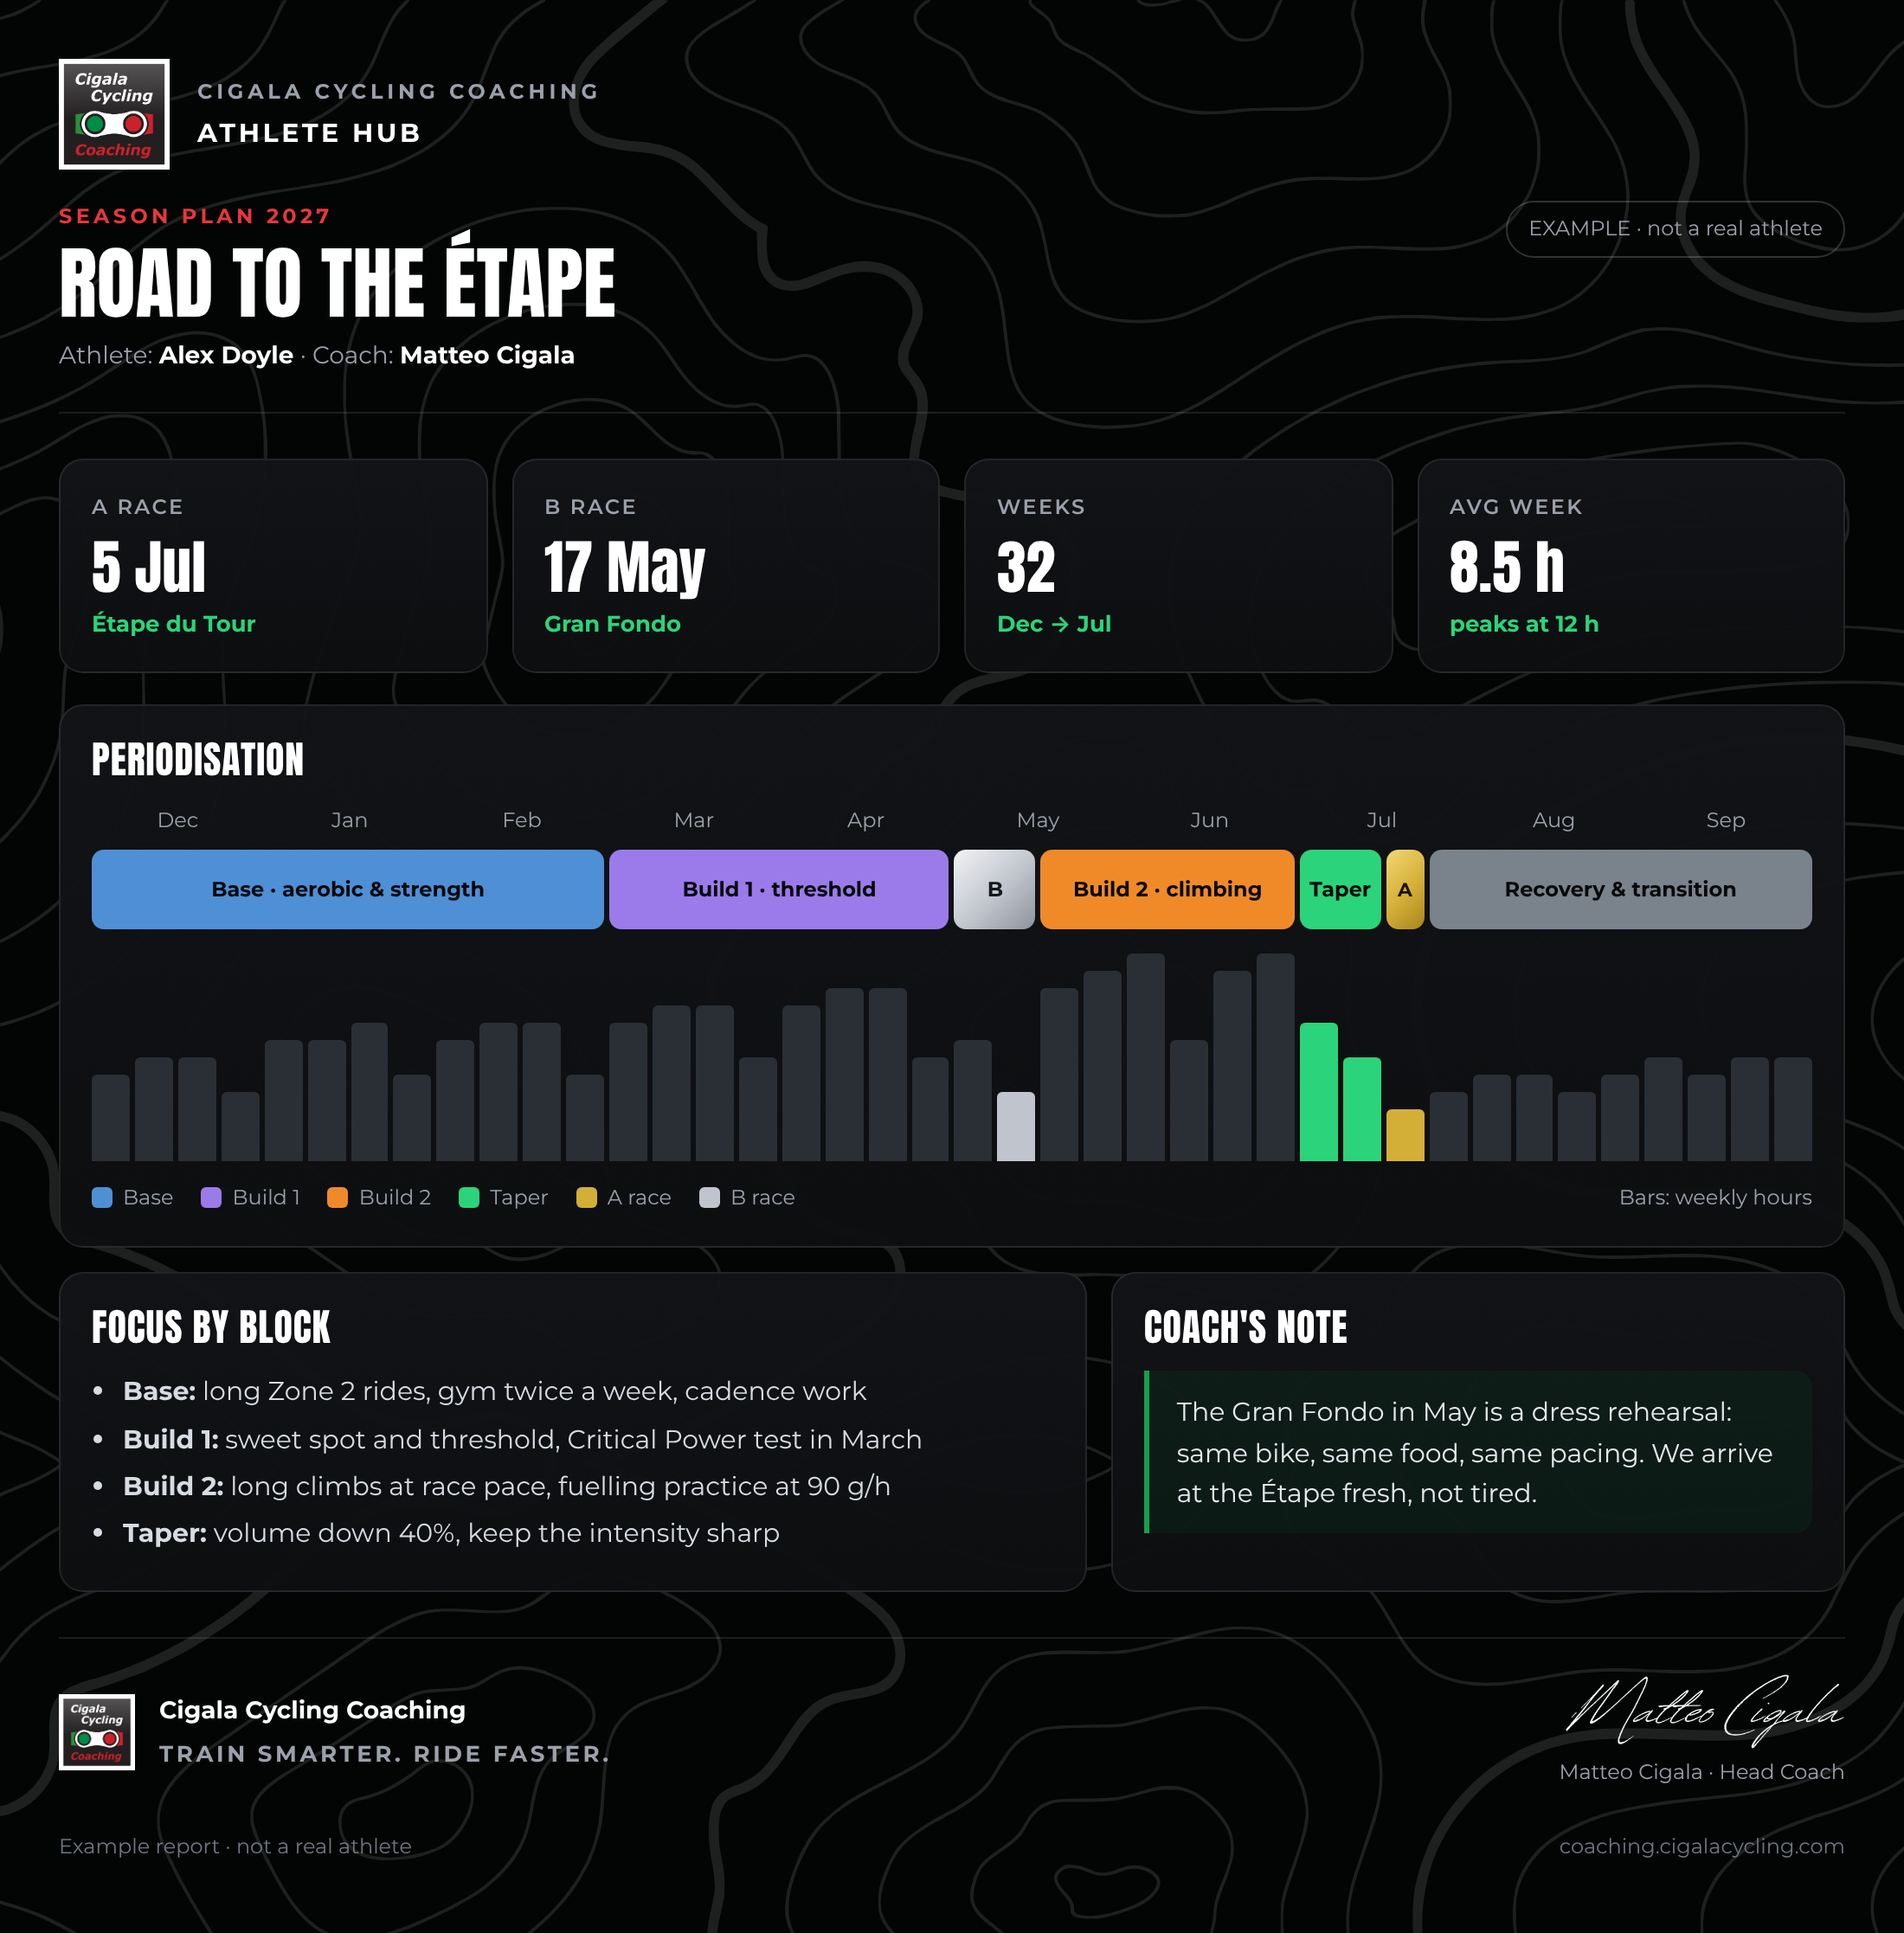 Cigala
Cycling
Coaching
CIGALA CYCLING COACHING
ATHLETE HUB
SEASON PLAN 2027
ROAD TO THE ÉTAPE
Athlete: Alex Doyle · Coach: Matteo Cigala
EXAMPLE · not a real athlete
A RACE
5 Jul
Étape du Tour
B RACE
17 May
Gran Fondo
WEEKS
32
Dec → Jul
AVG WEEK
8.5 h
peaks at 12 h
PERIODISATION
Dec Jan Feb Mar Apr May Jun Jul Aug Sep
Base · aerobic & strength Build 1 · threshold B Build 2 · climbing Taper A Recovery & transition
Base Build 1 Build 2 Taper A race B race Bars: weekly hours
FOCUS BY BLOCK
• Base: long Zone 2 rides, gym twice a week, cadence work
• Build 1: sweet spot and threshold, Critical Power test in March
• Build 2: long climbs at race pace, fuelling practice at 90 g/h
• Taper: volume down 40%, keep the intensity sharp
COACH'S NOTE
The Gran Fondo in May is a dress rehearsal:
same bike, same food, same pacing. We arrive
at the Étape fresh, not tired.
Cigala
Cycling
Coaching
Cigala Cycling Coaching
TRAIN SMARTER. RIDE FASTER.
Matteo Cigala
Matteo Cigala · Head Coach
Example report · not a real athlete
coaching.cigalacycling.com